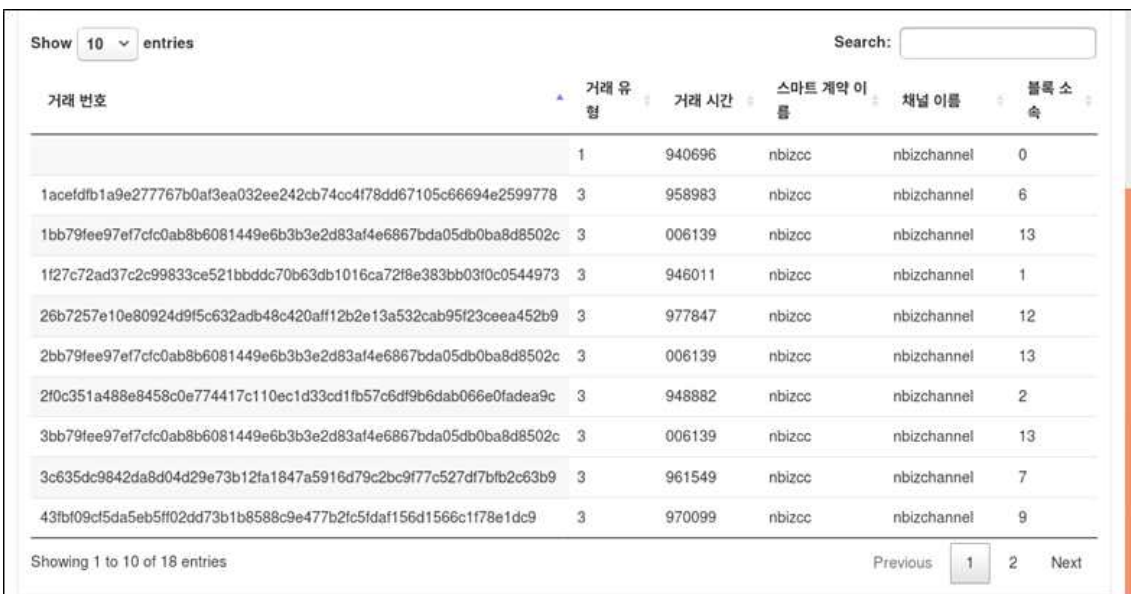 Show 10 entries Search:
거래 번호 거래 유형 거래 시간 스마트 계약 이름 채널 이름 블록 소속
1 940696 nbizcc nbizchannel 0
1acefdfb1a9e277767b0af3ea032ee242cb74cc4f78dd67105c66694e2599778 3 958983 nbizcc nbizchannel 6
1bb79fee97ef7cfc0ab8b6081449e6b3b3e2d83af4e6867bda05db0ba8d8502c 3 006139 nbizcc nbizchannel 13
1f27c72ad37c2c99833ce521bbddc70b63db1016ca72f8e383bb03f0c0544973 3 946011 nbizcc nbizchannel 1
26b7257e10e80924d9f5c632adb48c420aff12b2e13a532cab95f23ceea452b9 3 977847 nbizcc nbizchannel 12
2bb79fee97ef7cfc0ab8b6081449e6b3b3e2d83af4e6867bda05db0ba8d8502c 3 006139 nbizcc nbizchannel 13
2f0c351a488e8458c0e774417c110ec1d33cd1fb57c6df9b6dab066e0fadea9c 3 948882 nbizcc nbizchannel 2
3bb79fee97ef7cfc0ab8b6081449e6b3b3e2d83af4e6867bda05db0ba8d8502c 3 006139 nbizcc nbizchannel 13
3c635dc9842da8d04d29e73b12fa1847a5916d79c2bc9f77c527df7bfb2c63b9 3 961549 nbizcc nbizchannel 7
43fbf09cf5da5eb5ff02dd73b1b8588c9e477b2fc5fdaf156d1566c1f78e1dc9 3 970099 nbizcc nbizchannel 9
Showing 1 to 10 of 18 entries Previous 1 2 Next